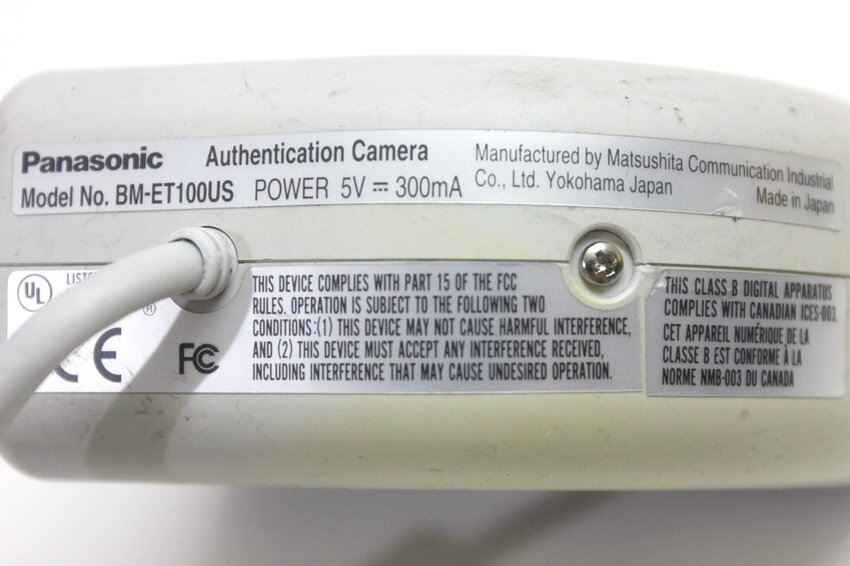 Panasonic Authentication Camera
Model No. BM-ET100US POWER 5V ⎓ 300mA
Manufactured by Matsushita Communication Industrial
Co., Ltd. Yokohama Japan
Made in Japan
UL
®
CE
FC
THIS DEVICE COMPLIES WITH PART 15 OF THE FCC
RULES. OPERATION IS SUBJECT TO THE FOLLOWING TWO
CONDITIONS:(1) THIS DEVICE MAY NOT CAUSE HARMFUL INTERFERENCE,
AND (2) THIS DEVICE MUST ACCEPT ANY INTERFERENCE RECEIVED,
INCLUDING INTERFERENCE THAT MAY CAUSE UNDESIRED OPERATION.
THIS CLASS B DIGITAL APPARATUS
COMPLIES WITH CANADIAN ICES-003.
CET APPAREIL NUMÉRIQUE DE LA
CLASSE B EST CONFORME À LA
NORME NMB-003 DU CANADA